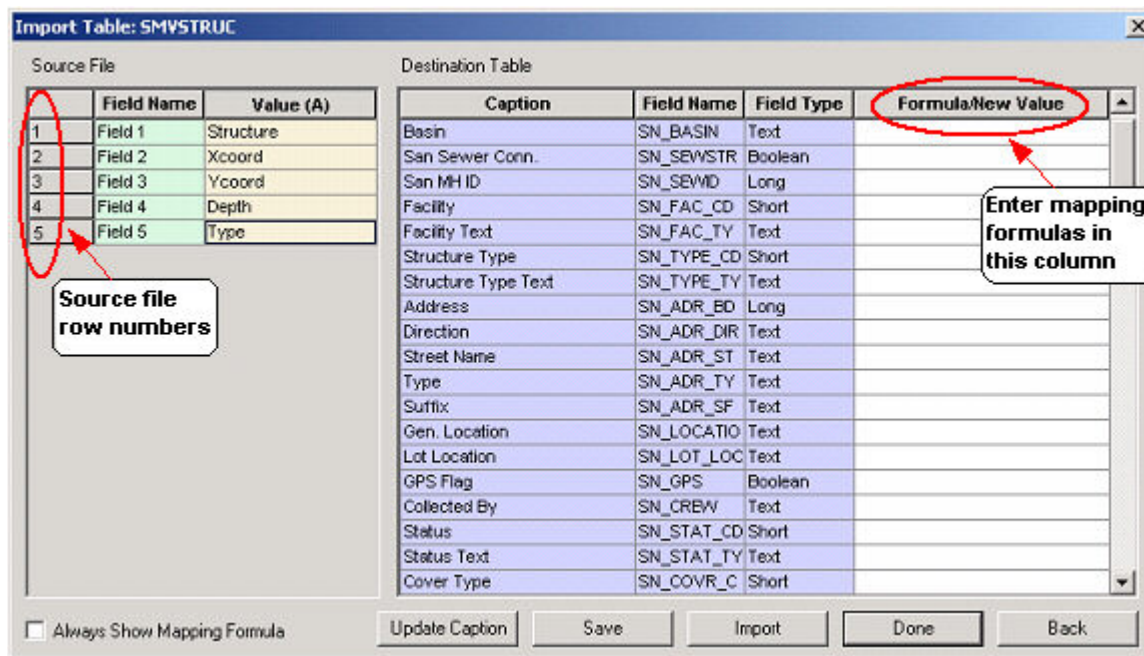 Import Table: SMVSTRUC
Source File
Field Name Value (A)
1 Field 1 Structure
2 Field 2 Xcoord
3 Field 3 Ycoord
4 Field 4 Depth
5 Field 5 Type
Source file
row numbers
Destination Table
Caption Field Name Field Type Formula/New Value
Basin SN_BASIN Text
San Sewer Conn. SN_SEWSTR Boolean
San MH ID SN_SEWID Long
Facility SN_FAC_CD Short
Facility Text SN_FAC_TY Text
Structure Type SN_TYPE_CD Short
Structure Type Text SN_TYPE_TY Text
Address SN_ADR_BD Long
Direction SN_ADR_DIR Text
Street Name SN_ADR_ST Text
Type SN_ADR_TY Text
Suffix SN_ADR_SF Text
Gen. Location SN_LOCATIO Text
Lot Location SN_LOT_LOC Text
GPS Flag SN_GPS Boolean
Collected By SN_CREW Text
Status SN_STAT_CD Short
Status Text SN_STAT_TY Text
Cover Type SN_COVR_C Short
Enter mapping
formulas in
this column
Always Show Mapping Formula
Update Caption Save Import Done Back